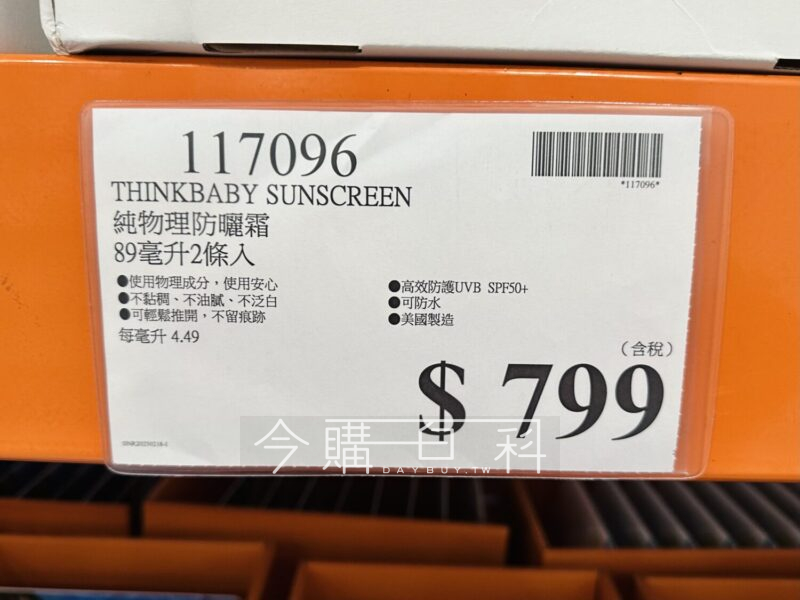 117096
*117096*
THINKBABY SUNSCREEN
純物理防曬霜
89毫升2條入
●使用物理成分，使用安心
●不黏稠、不油膩、不泛白
●可輕鬆推開，不留痕跡
每毫升 4.49
●高效防護UVB SPF50+
●可防水
●美國製造
(含稅)
$ 799
今購百科
DAYBUY.TW